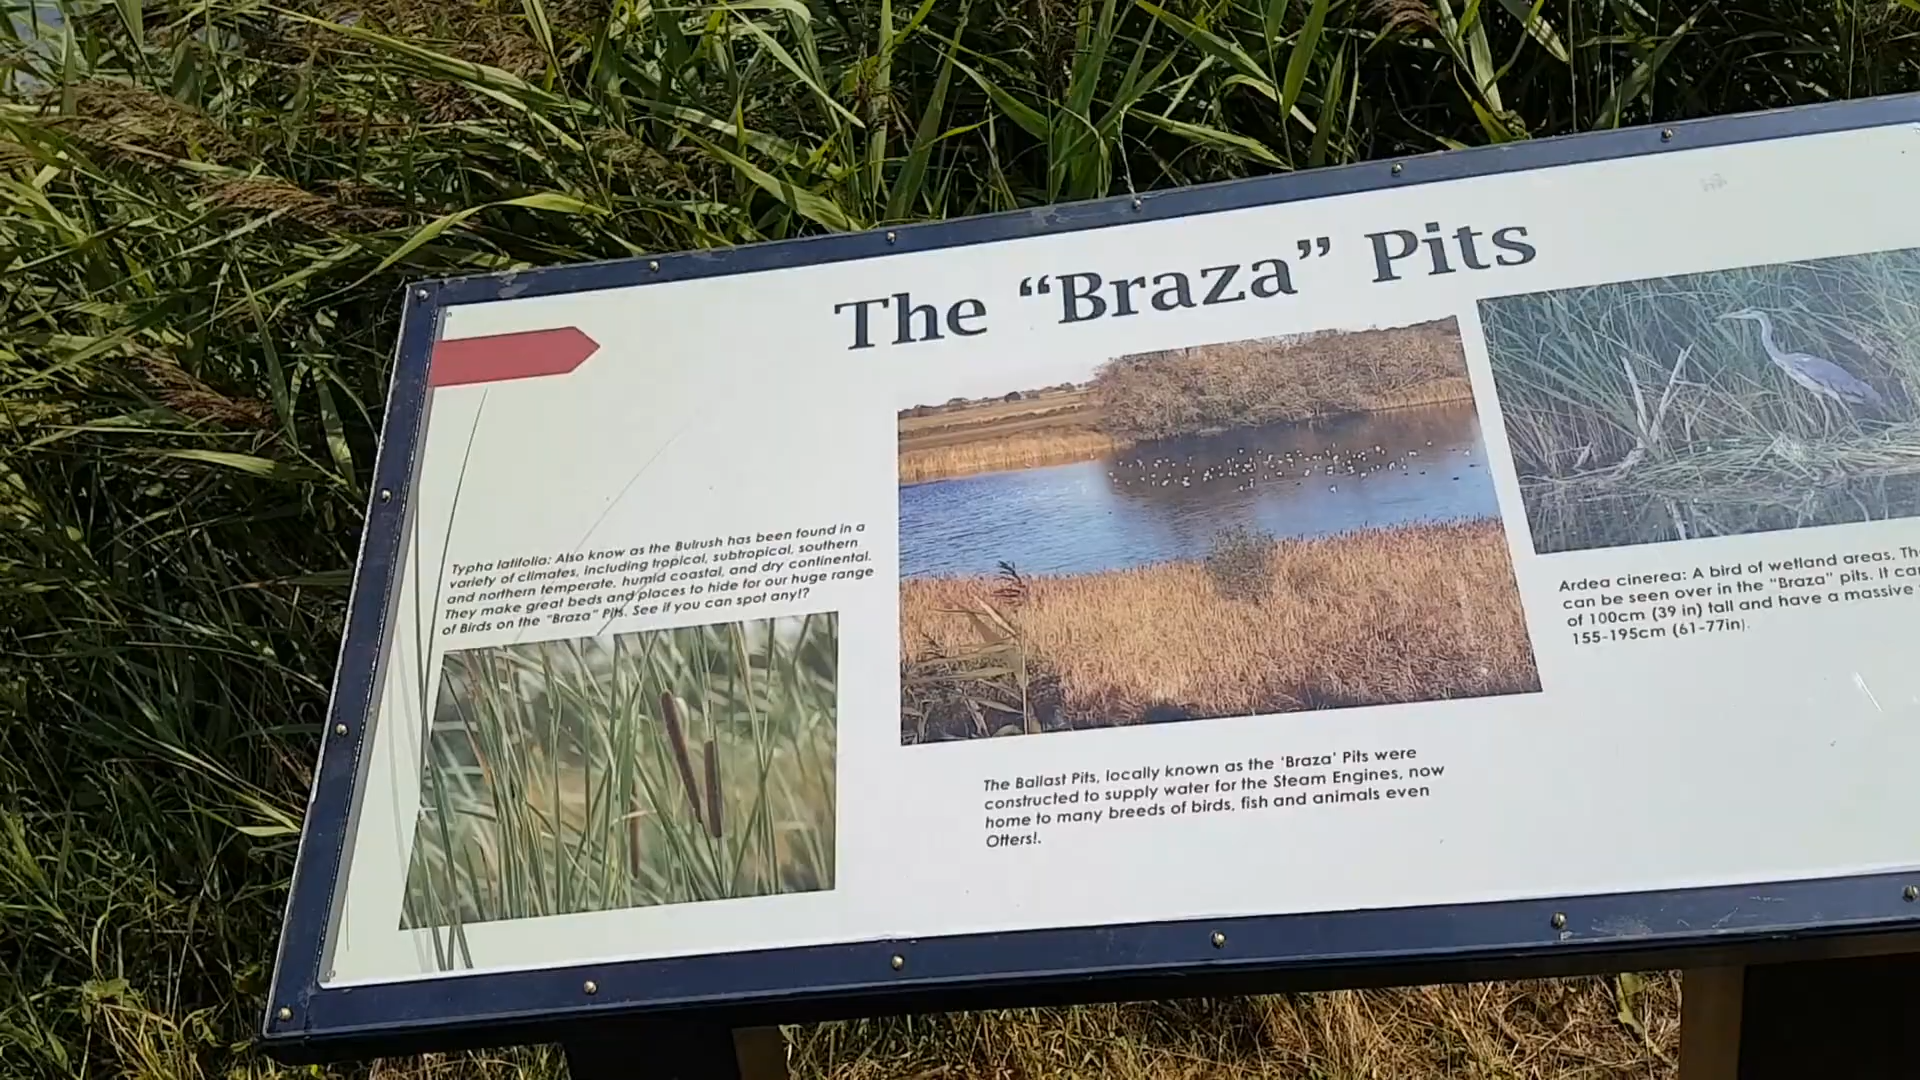 The “Braza” Pits
Typha latifolia: Also know as the Bulrush has been found in a
variety of climates, including tropical, subtropical, southern
and northern temperate, humid coastal, and dry continental.
They make great beds and places to hide for our huge range
of Birds on the “Braza” Pits. See if you can spot any!?
The Ballast Pits, locally known as the ‘Braza’ Pits were
constructed to supply water for the Steam Engines, now
home to many breeds of birds, fish and animals even
Otters!.
Ardea cinerea: A bird of wetland areas.
can be seen over in the “Braza” pits. It
of 100cm (39 in) tall and have a massive
155-195cm (61-77in).